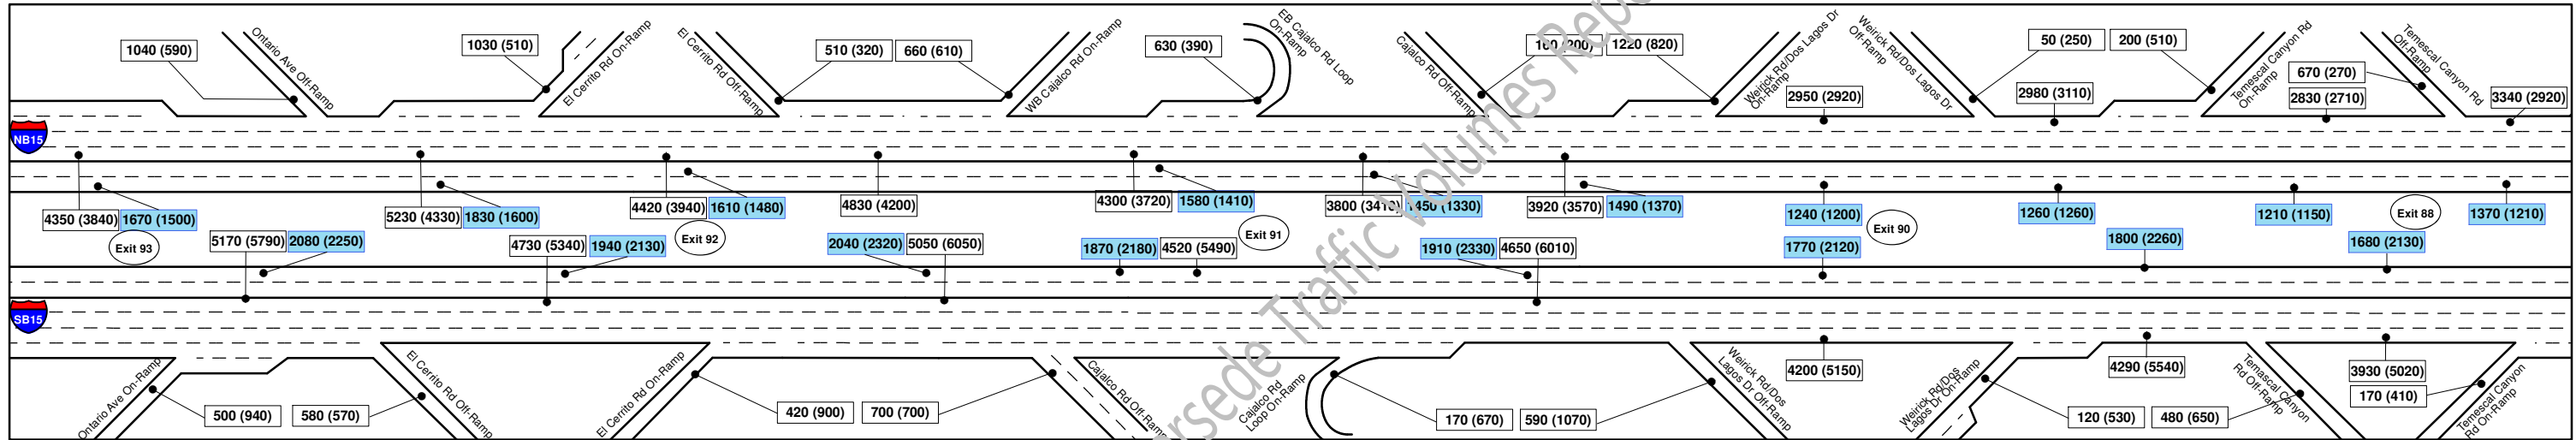 1040 (590)
Ontario Ave Off-Ramp
1030 (510)
El Cerrito Rd On-Ramp
El Cerrito Rd Off-Ramp
510 (320)
660 (610)
WB Cajalco Rd On-Ramp
630 (390)
EB Cajalco Rd Loop
On-Ramp
Cajalco Rd Off-Ramp
160 (200)
1220 (820)
Weirick Rd/Dos Lagos Dr
On-Ramp
2950 (2920)
Weirick Rd/Dos Lagos Dr
Off-Ramp
50 (250)
200 (510)
2980 (3110)
Temescal Canyon Rd
On-Ramp
670 (270)
2830 (2710)
Temescal Canyon Rd
Off-Ramp
3340 (2920)
NB15
4350 (3840)
1670 (1500)
5230 (4330)
1830 (1600)
4420 (3940)
1610 (1480)
4830 (4200)
4300 (3720)
1580 (1410)
3800 (3410)
1450 (1330)
3920 (3570)
1490 (1370)
1240 (1200)
1260 (1260)
1210 (1150)
1370 (1210)
Exit 93
Exit 92
Exit 91
Exit 90
Exit 88
5170 (5790)
2080 (2250)
4730 (5340)
1940 (2130)
2040 (2320)
5050 (6050)
1870 (2180)
4520 (5490)
1910 (2330)
4650 (6010)
1770 (2120)
1800 (2260)
1680 (2130)
SB15
4200 (5150)
4290 (5540)
3930 (5020)
Ontario Ave On-Ramp
500 (940)
580 (570)
El Cerrito Rd Off-Ramp
El Cerrito Rd On-Ramp
420 (900)
700 (700)
Cajalco Rd Off-Ramp
Cajalco Rd
Loop On-Ramp
170 (670)
590 (1070)
Weirick Rd/Dos
Lagos Dr Off-Ramp
Weirick Rd/Dos
Lagos Dr On-Ramp
120 (530)
480 (650)
Temescal Canyon
Rd Off-Ramp
170 (410)
Temescal Canyon
Rd On-Ramp
Traffic Volumes